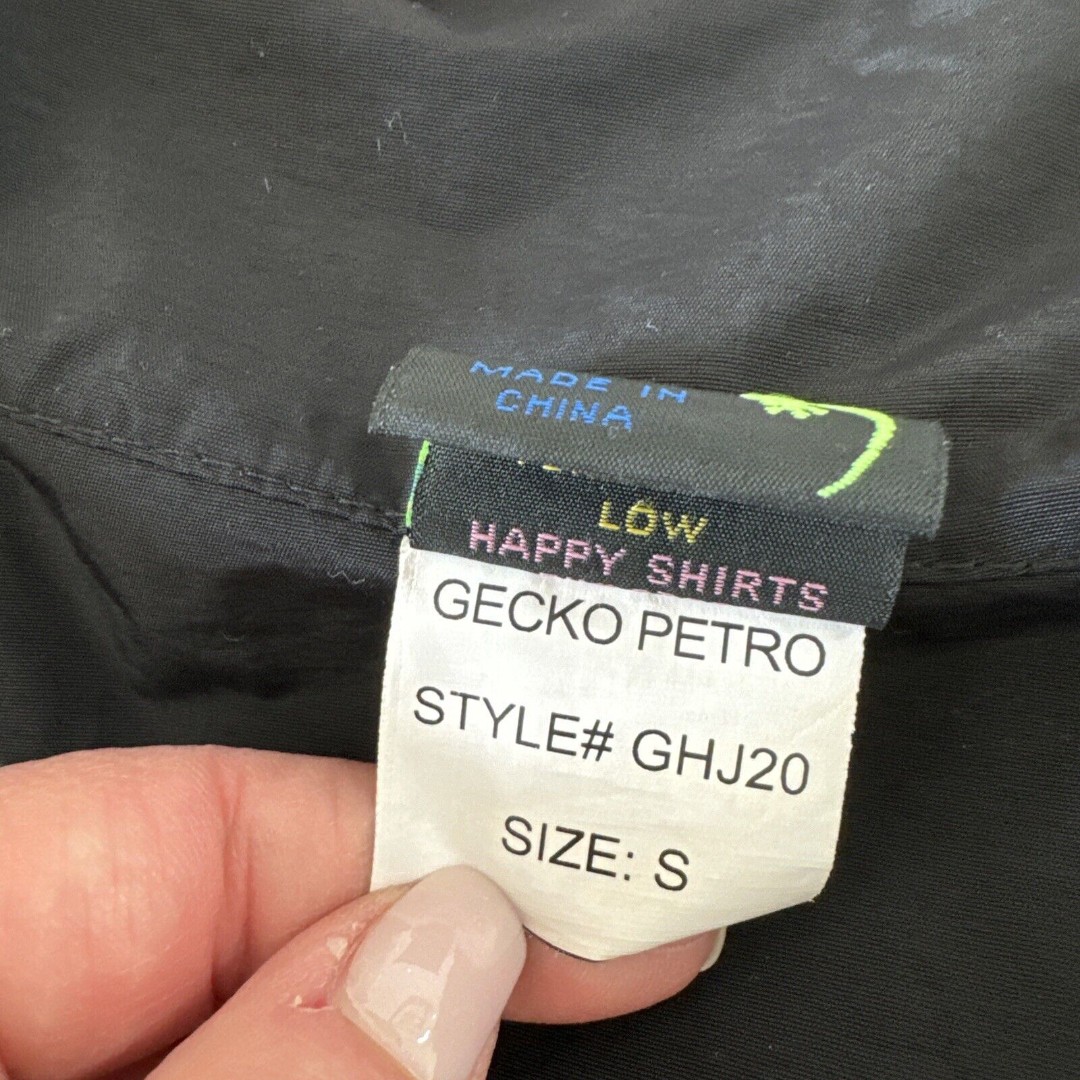 MADE IN
CHINA
LOW
HAPPY SHIRTS
GECKO PETRO
STYLE# GHJ20
SIZE: S